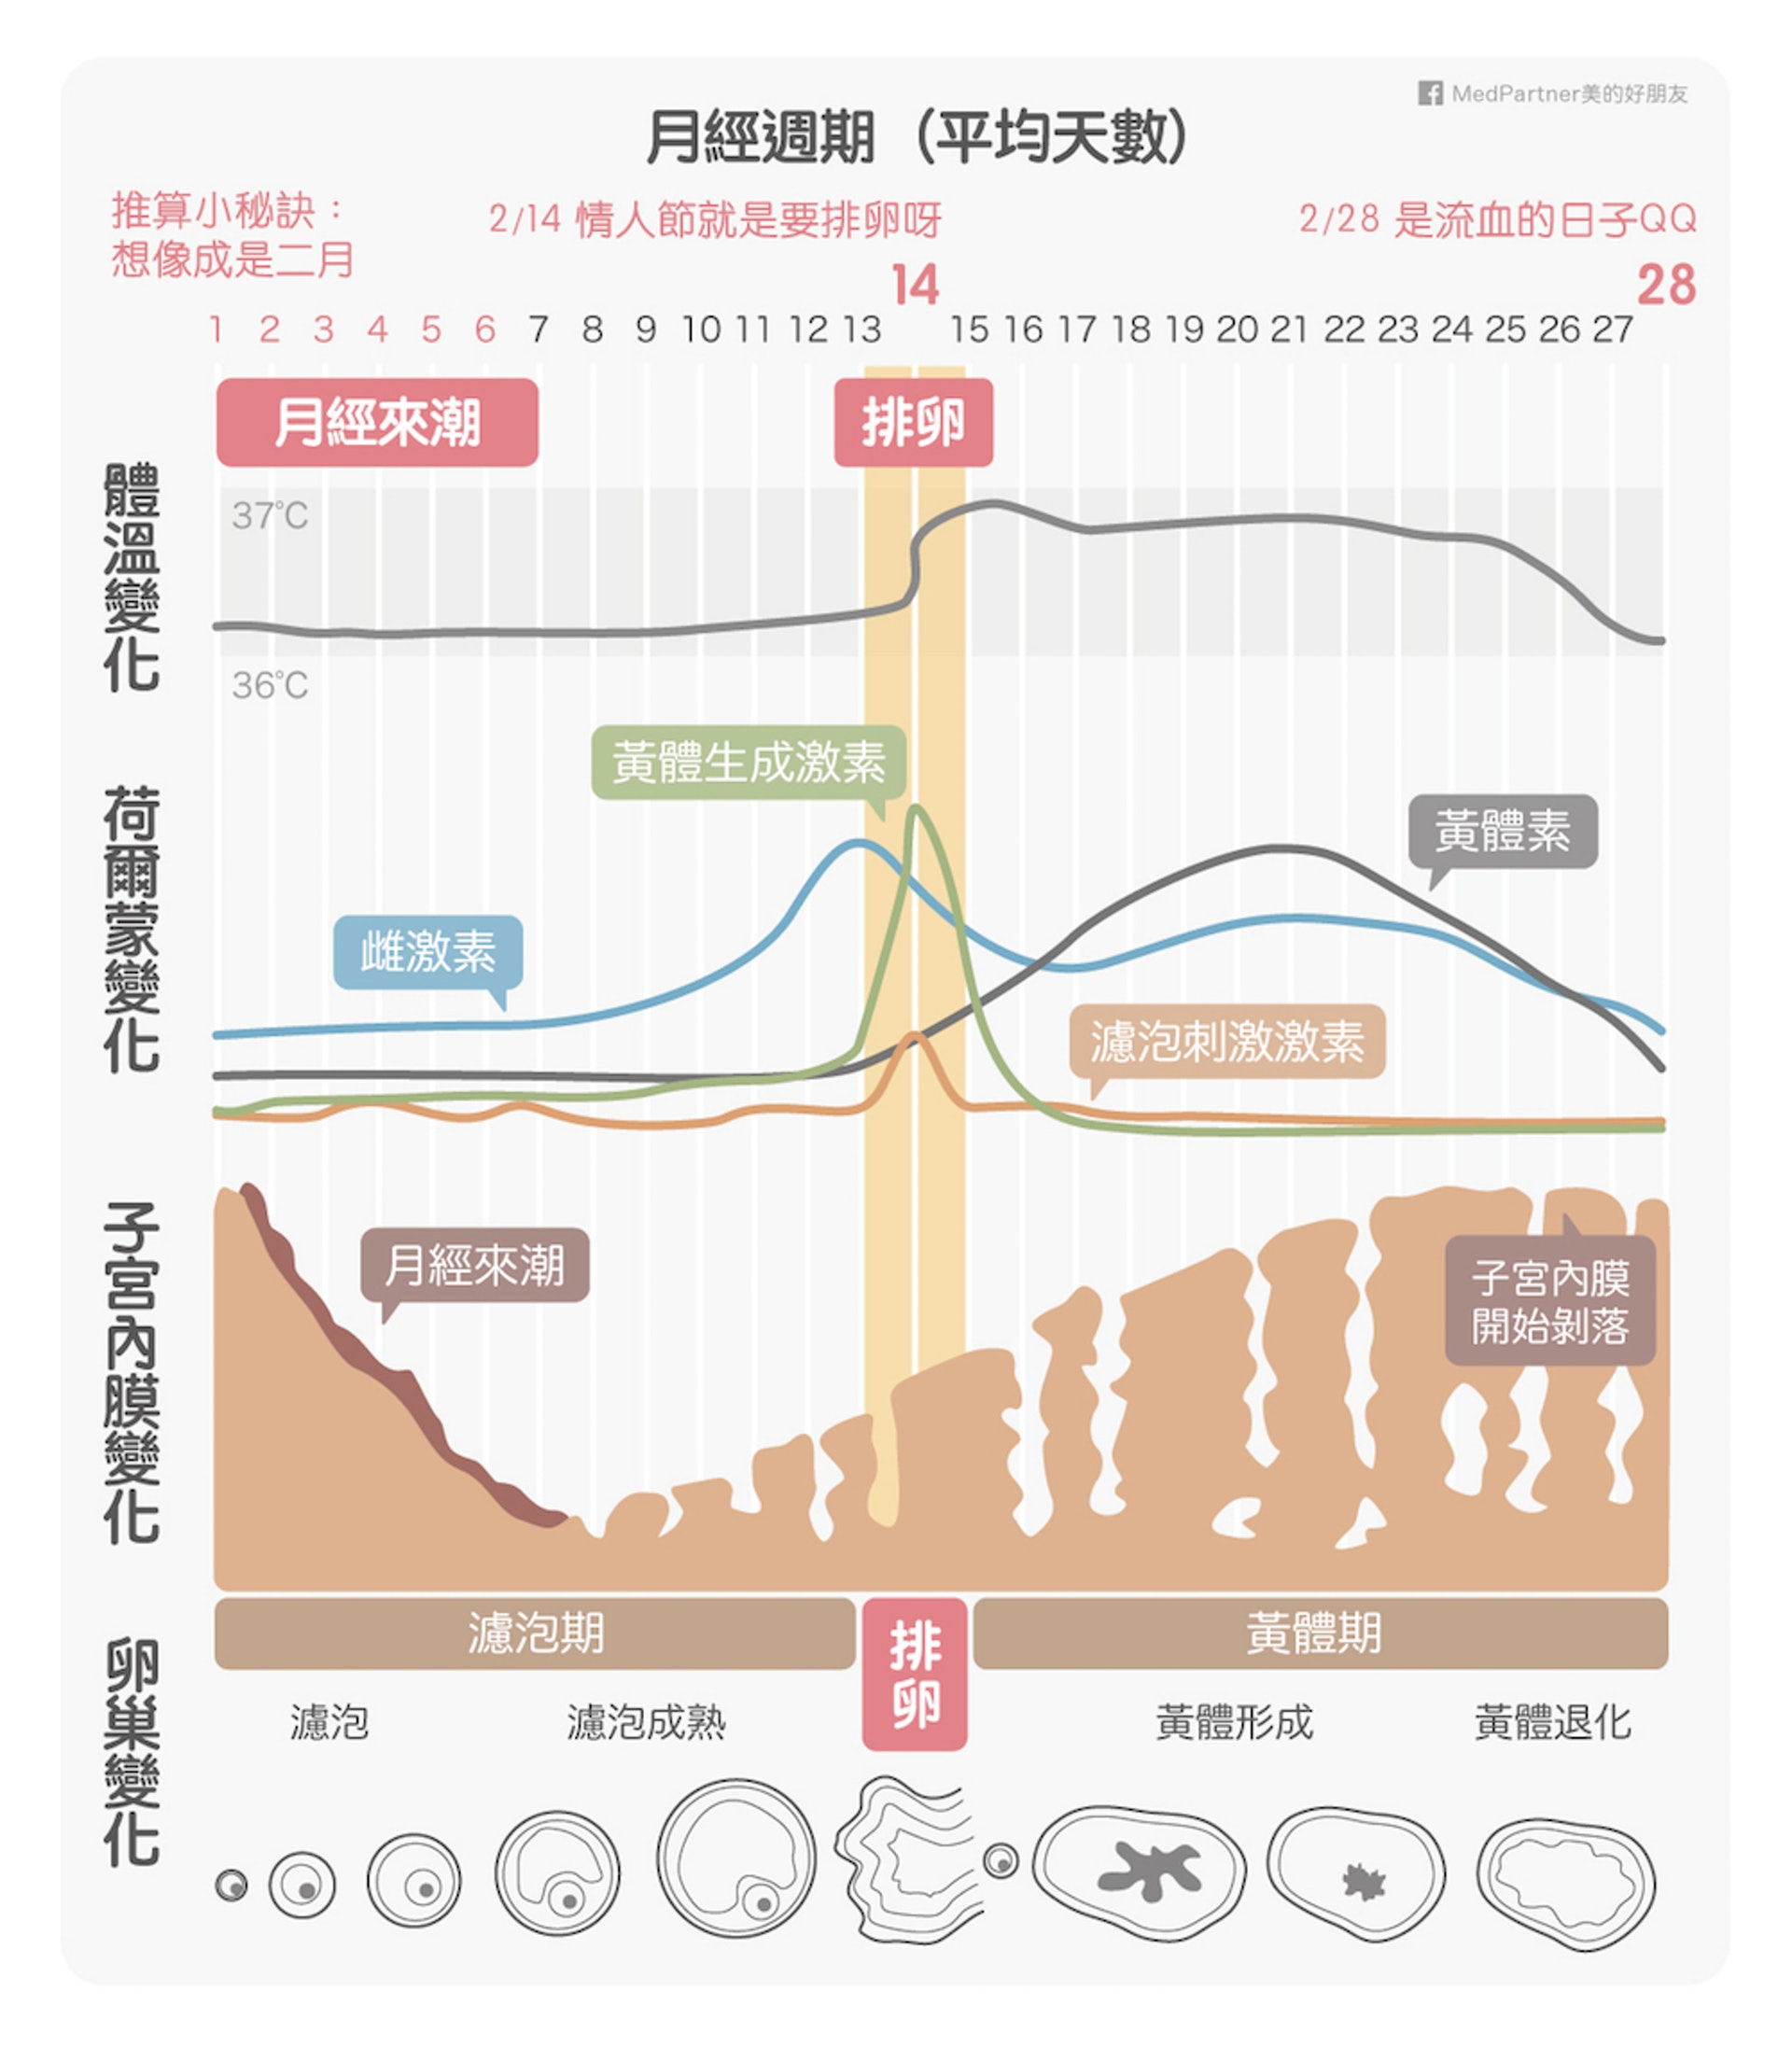 MedPartner美的好朋友
月經週期（平均天數）
推算小秘訣：
想像成是二月
2/14 情人節就是要排卵呀
2/28 是流血的日子QQ
14
28
1 2 3 4 5 6 7 8 9 10 11 12 13 15 16 17 18 19 20 21 22 23 24 25 26 27
月經來潮
排卵
體溫變化
37°C
36°C
荷爾蒙變化
黃體生成激素
黃體素
雌激素
濾泡刺激激素
子宮內膜變化
月經來潮
子宮內膜
開始剝落
卵巢變化
濾泡期
排卵
黃體期
濾泡
濾泡成熟
黃體形成
黃體退化